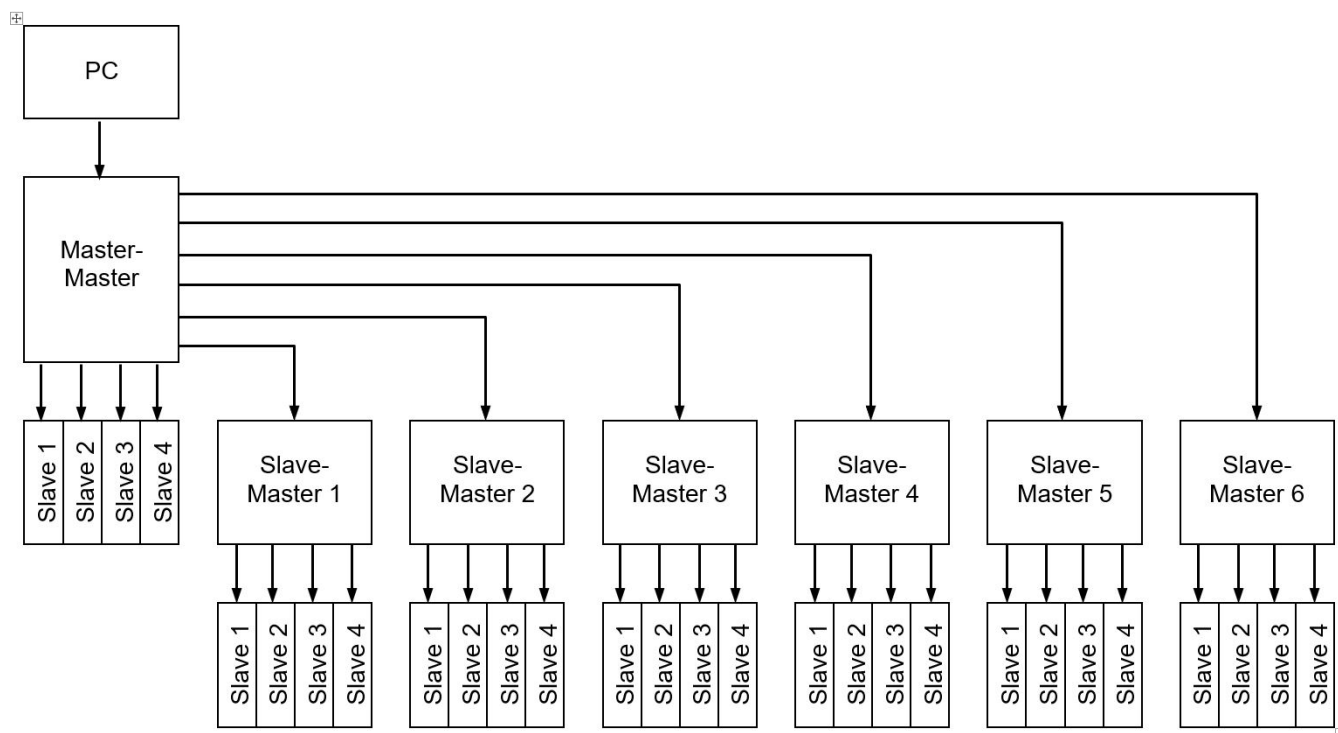 PC
Master-
Master
Slave 1
Slave 2
Slave 3
Slave 4
Slave-
Master 1
Slave-
Master 2
Slave-
Master 3
Slave-
Master 4
Slave-
Master 5
Slave-
Master 6
Slave 1
Slave 2
Slave 3
Slave 4
Slave 1
Slave 2
Slave 3
Slave 4
Slave 1
Slave 2
Slave 3
Slave 4
Slave 1
Slave 2
Slave 3
Slave 4
Slave 1
Slave 2
Slave 3
Slave 4
Slave 1
Slave 2
Slave 3
Slave 4